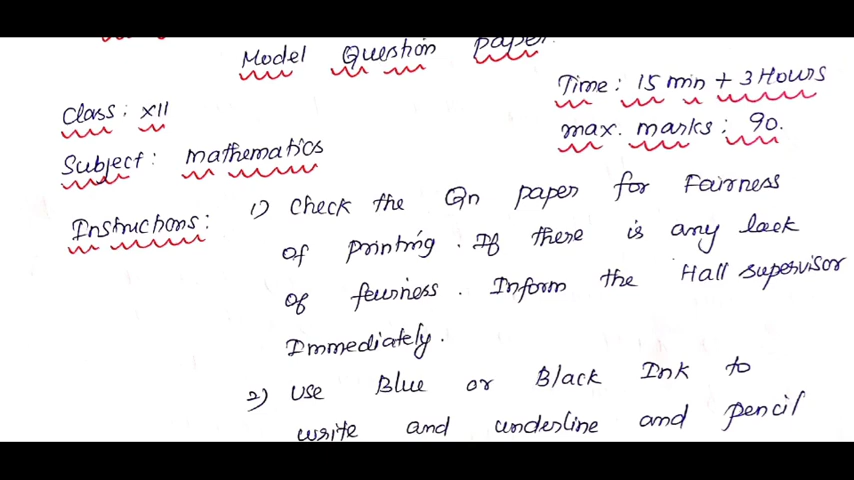 Model Question paper.
Time: 15 min + 3 Hours
Class: XII
max. marks: 90.
Subject: mathematics
Instructions: 1) Check the Qn paper for Fairness
of printing. If there is any lack
of fewness. Inform the Hall supervisor
Immediately.
2) Use Blue or Black Ink to
write and underline and pencil